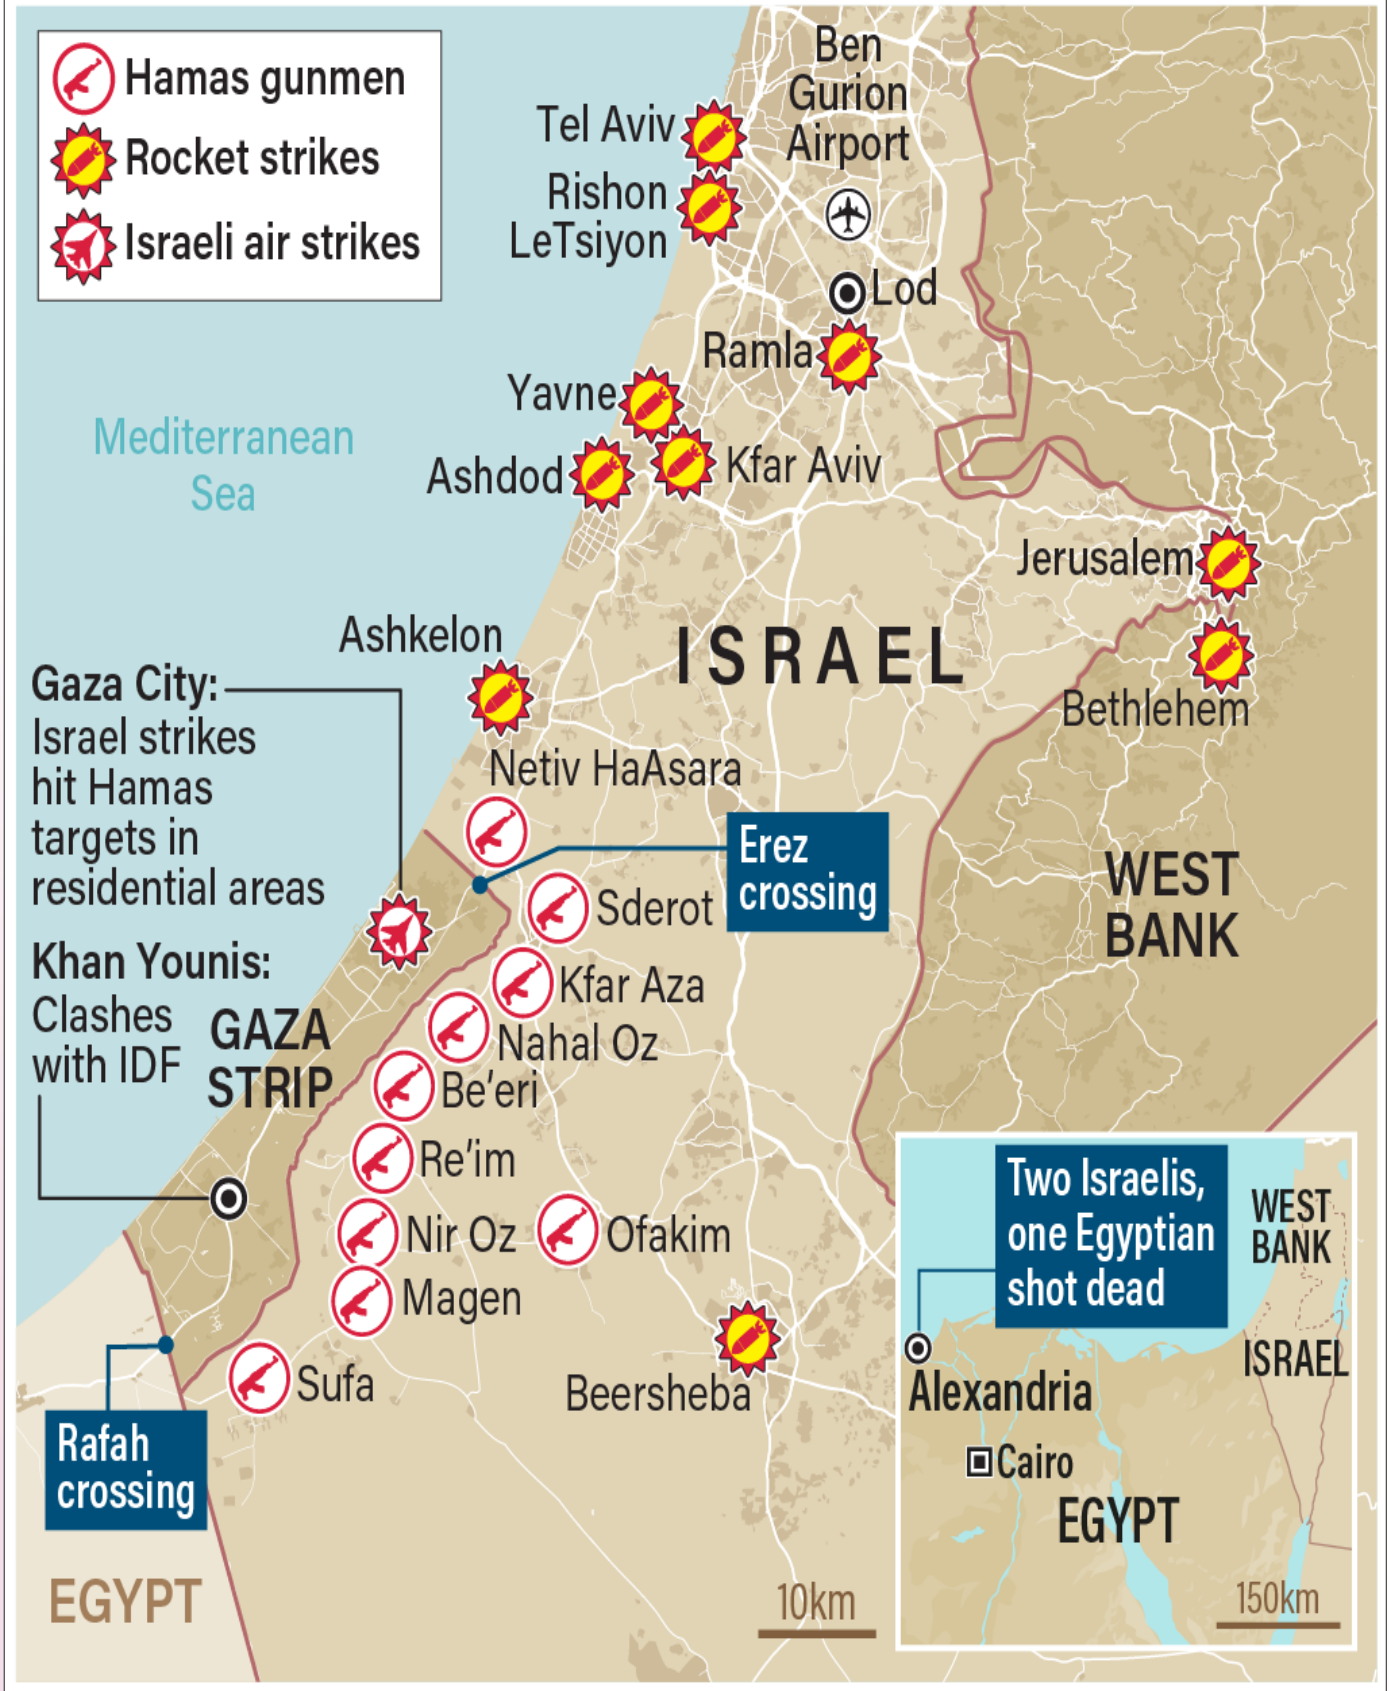 Hamas gunmen
Rocket strikes
Israeli air strikes
Ben
Gurion
Airport
Tel Aviv
Rishon
LeTsiyon
Lod
Ramla
Yavne
Kfar Aviv
Ashdod
Mediterranean
Sea
Jerusalem
Ashkelon
ISRAEL
Bethlehem
Gaza City:
Israel strikes
hit Hamas
targets in
residential areas
Netiv HaAsara
Erez
crossing
WEST
BANK
Sderot
Khan Younis:
Clashes
with IDF
GAZA
STRIP
Kfar Aza
Nahal Oz
Be’eri
Re’im
Nir Oz
Ofakim
Magen
Sufa
Beersheba
Rafah
crossing
EGYPT
10km
Two Israelis,
one Egyptian
shot dead
WEST
BANK
ISRAEL
Alexandria
Cairo
EGYPT
150km